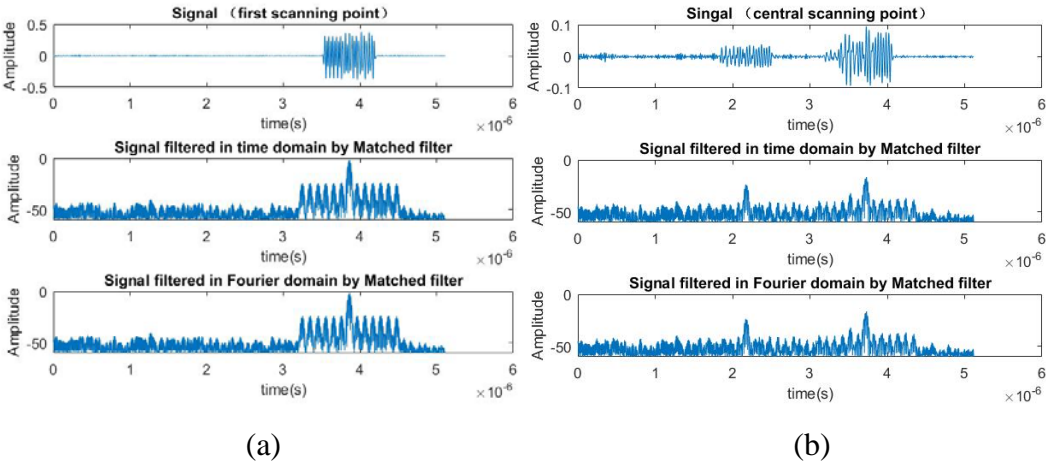 Signal （first scanning point）
0.5
0
-0.5
Amplitude
0 1 2 3 4 5 6
time(s)
×10⁻⁶
Signal filtered in time domain by Matched filter
0
-50
Amplitude
0 1 2 3 4 5 6
time(s)
×10⁻⁶
Signal filtered in Fourier domain by Matched filter
0
-50
Amplitude
0 1 2 3 4 5 6
time(s)
×10⁻⁶
(a)
Singal （central scanning point）
0.1
0
-0.1
Amplitude
0 1 2 3 4 5 6
time(s)
×10⁻⁶
Signal filtered in time domain by Matched filter
0
-50
Amplitude
0 1 2 3 4 5 6
time(s)
×10⁻⁶
Signal filtered in Fourier domain by Matched filter
0
-50
Amplitude
0 1 2 3 4 5 6
time(s)
×10⁻⁶
(b)